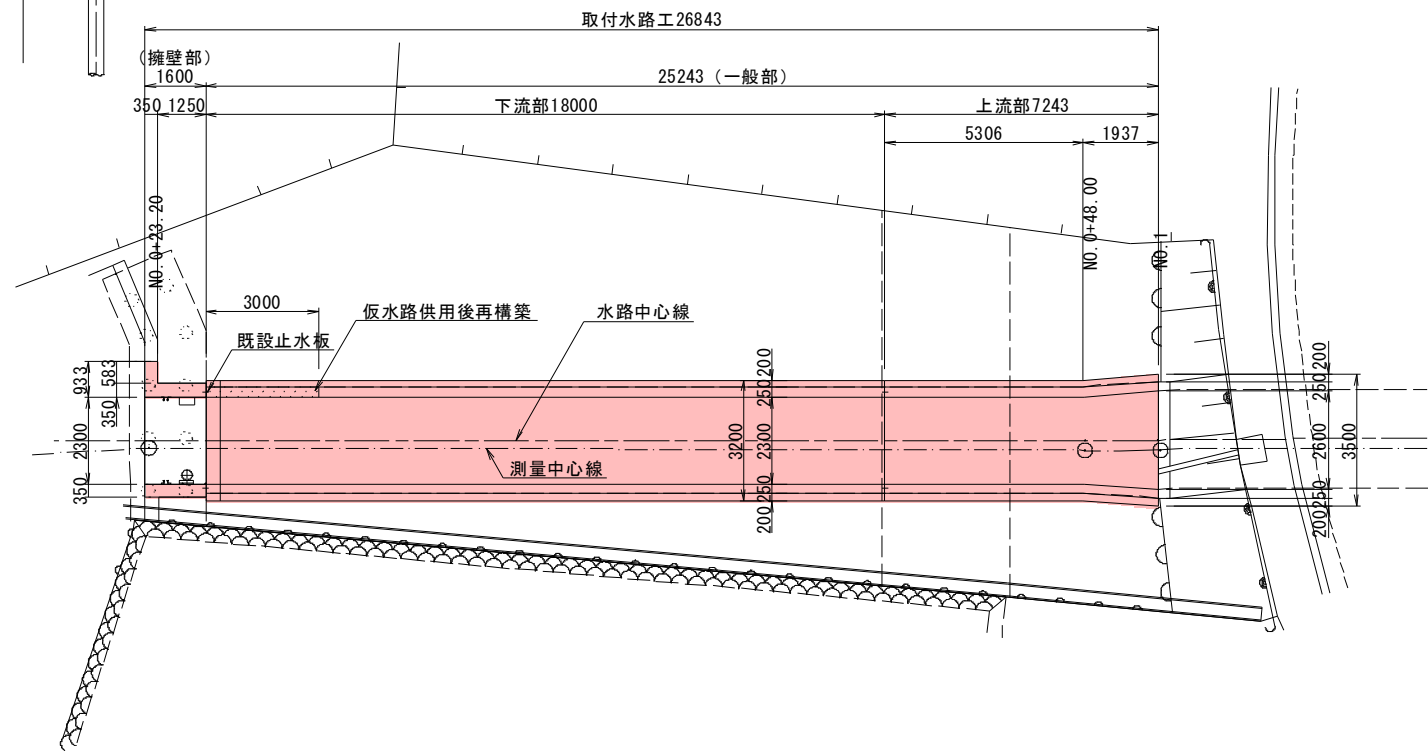 取付水路工26843
(擁壁部)
1600
25243 (一般部)
350
1250
下流部18000
上流部7243
5306
1937
NO.0+23.20
NO.0+48.00
NO.1
3000
仮水路供用後再構築
水路中心線
既設止水板
測量中心線
933
583
350
2300
350
200
250
3200
2300
250
200
200
250
2600
3500
250
200